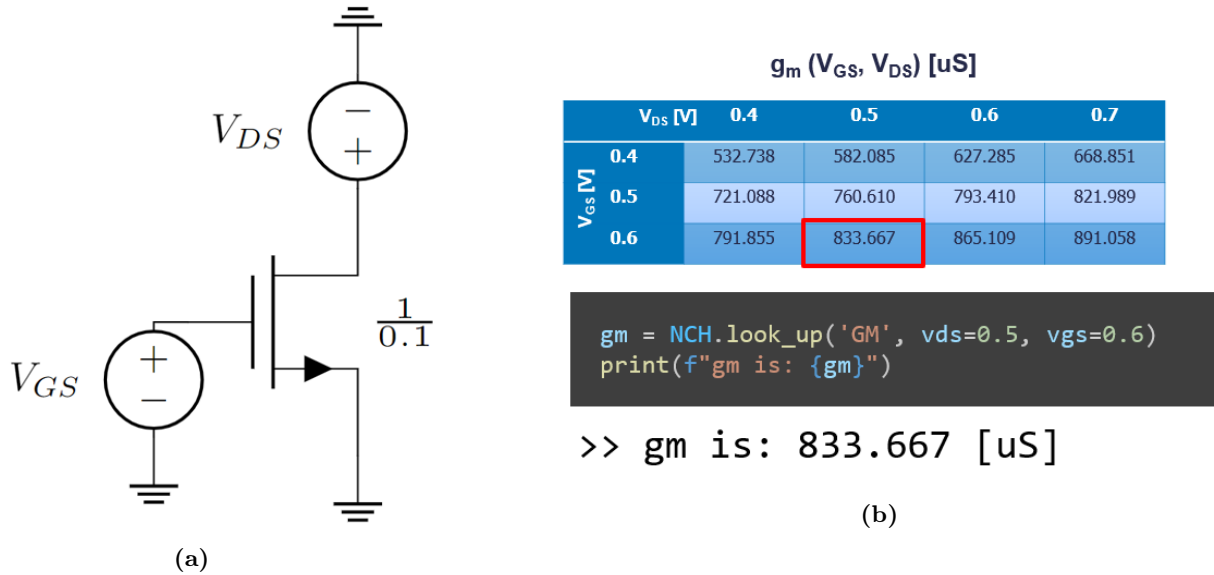 V_DS
− +
V_GS
+ −
1/0.1
(a)
g_m (V_GS, V_DS) [uS]
V_DS [V] 0.4 0.5 0.6 0.7
V_GS [V]
0.4 532.738 582.085 627.285 668.851
0.5 721.088 760.610 793.410 821.989
0.6 791.855 833.667 865.109 891.058
gm = NCH.look_up('GM', vds=0.5, vgs=0.6)
print(f"gm is: {gm}")
>> gm is: 833.667 [uS]
(b)